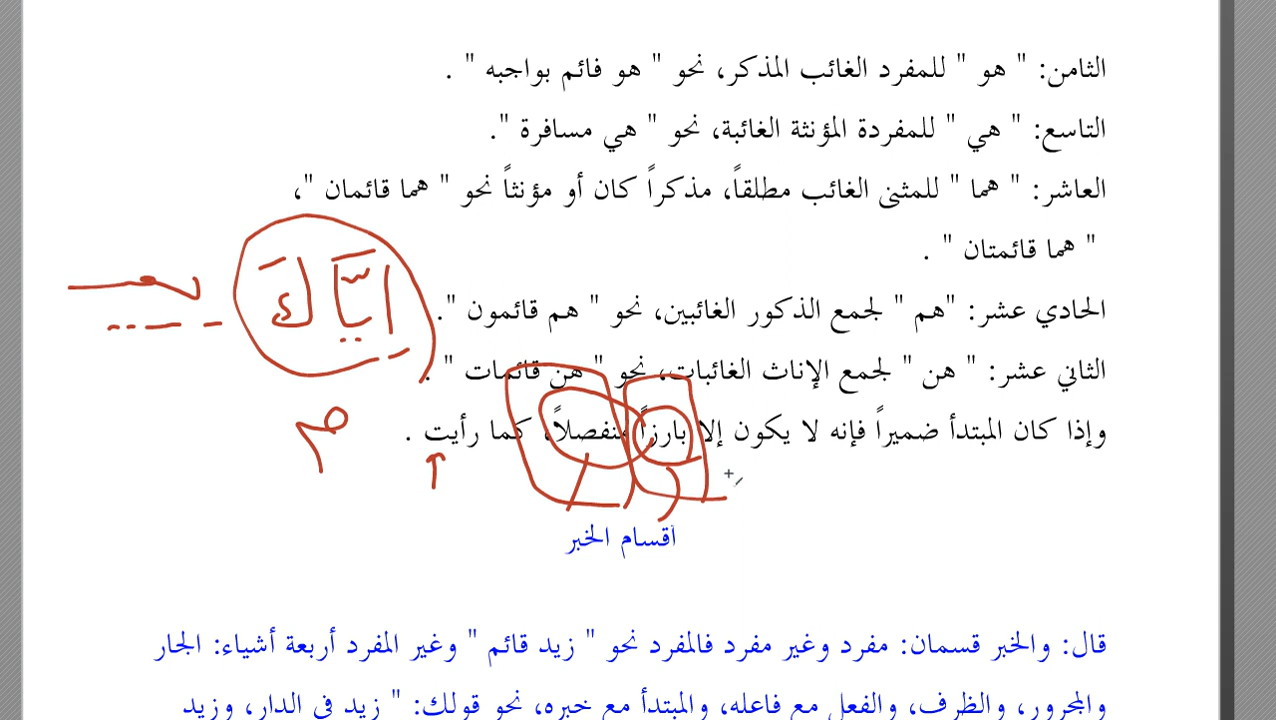 الثامن: " هو " للمفرد الغائب المذكر، نحو " هو قائم بواجبه " .
التاسع: " هي " للمفردة المؤنثة الغائبة، نحو " هي مسافرة ".
العاشر: " هما " للمثنى الغائب مطلقاً، مذكراً كان أو مؤنثاً نحو " هما قائمان "،
" هما قائمتان " .
إيّاكَ
الحادي عشر: "هم " لجمع الذكور الغائبين، نحو " هم قائمون ".
الثاني عشر: " هن " لجمع الإناث الغائبات، نحو " هن قائمات " .
وإذا كان المبتدأ ضميراً فإنه لا يكون إلا بارزاً منفصلاً، كما رأيت .
أقسام الخبر
قال: والخبر قسمان: مفرد وغير مفرد فالمفرد نحو " زيد قائم " وغير المفرد أربعة أشياء: الجار
والمجرور، والظرف، والفعل مع فاعله، والمبتدأ مع خبره، نحو قولك: " زيد في الدار، وزيد